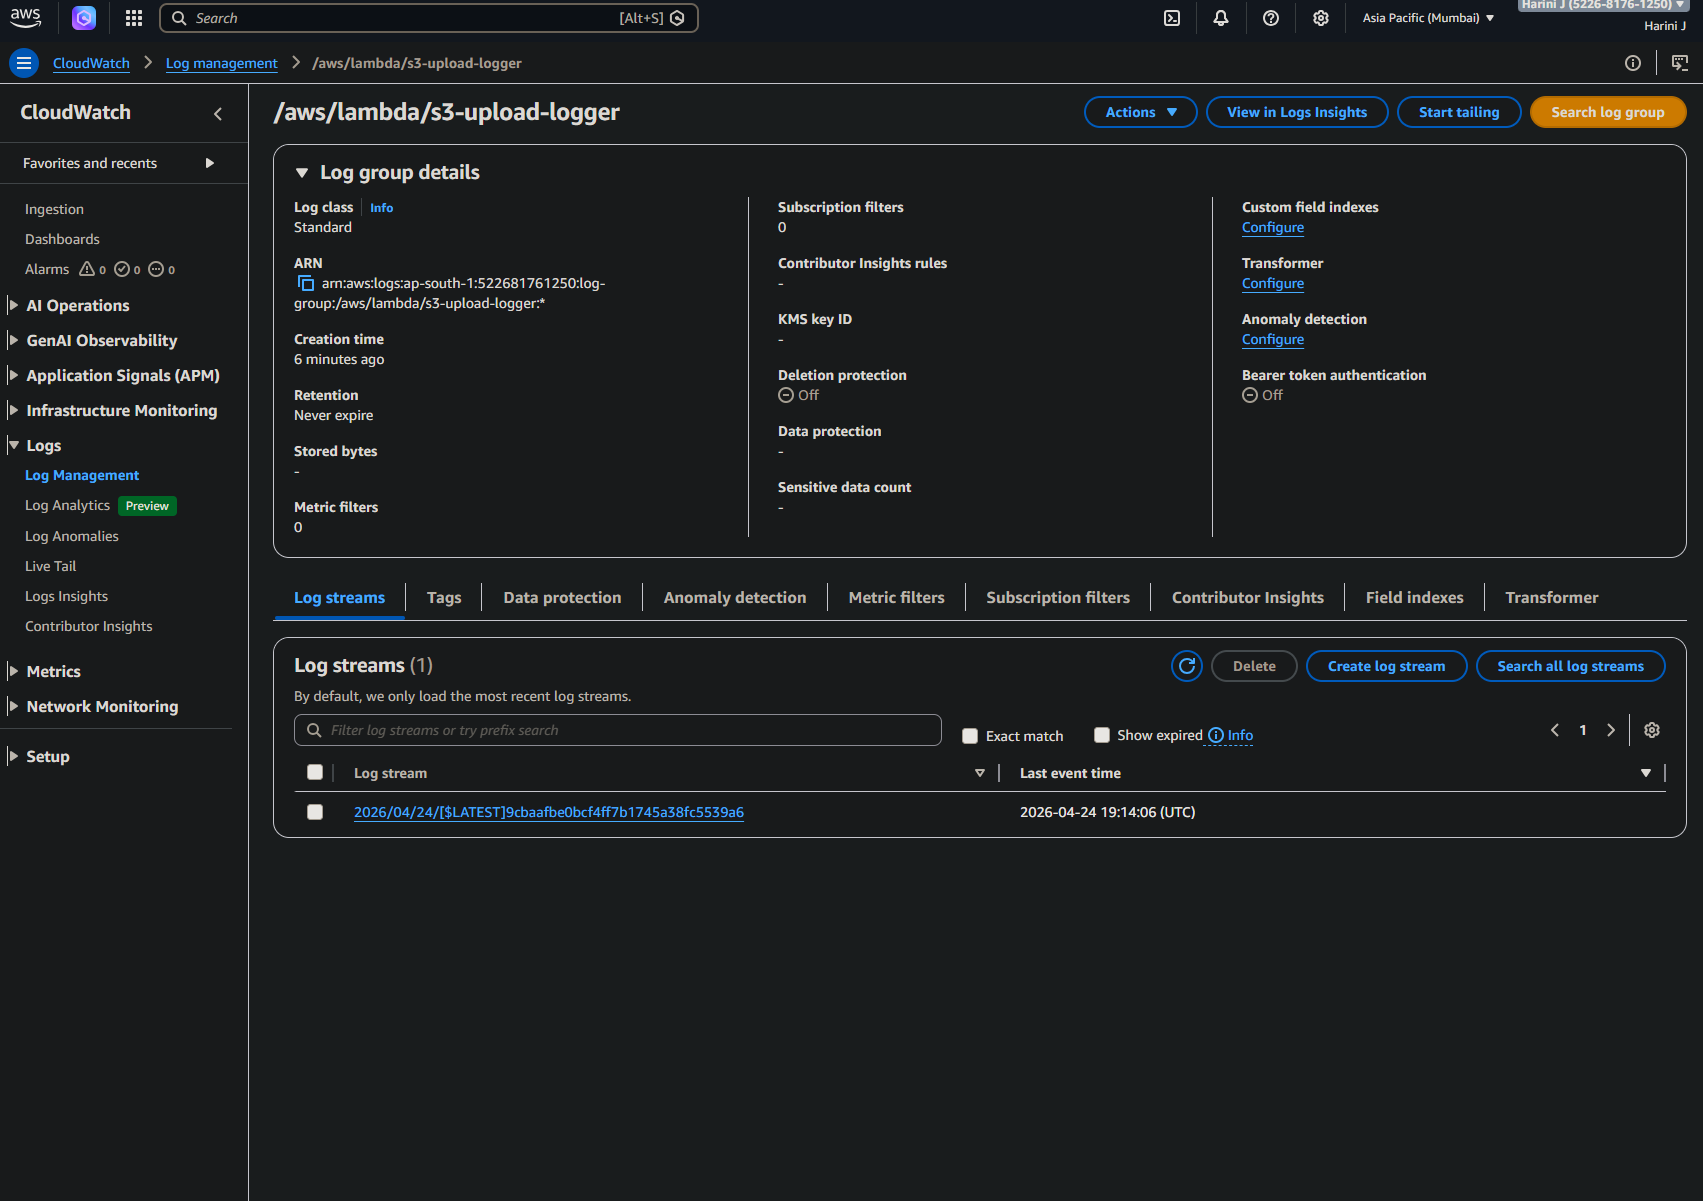 aws
Search [Alt+S]
Asia Pacific (Mumbai)
Harini J (5226-8176-1250)
Harini J
CloudWatch
Log management
/aws/lambda/s3-upload-logger
CloudWatch
Favorites and recents
Ingestion
Dashboards
Alarms 0 0 0
AI Operations
GenAI Observability
Application Signals (APM)
Infrastructure Monitoring
Logs
Log Management
Log Analytics Preview
Log Anomalies
Live Tail
Logs Insights
Contributor Insights
Metrics
Network Monitoring
Setup
/aws/lambda/s3-upload-logger
Actions
View in Logs Insights
Start tailing
Search log group
Log group details
Log class Info
Standard
ARN
arn:aws:logs:ap-south-1:522681761250:log-
group:/aws/lambda/s3-upload-logger:*
Creation time
6 minutes ago
Retention
Never expire
Stored bytes
-
Metric filters
0
Subscription filters
0
Contributor Insights rules
-
KMS key ID
-
Deletion protection
Off
Data protection
-
Sensitive data count
-
Custom field indexes
Configure
Transformer
Configure
Anomaly detection
Configure
Bearer token authentication
Off
Log streams
Tags
Data protection
Anomaly detection
Metric filters
Subscription filters
Contributor Insights
Field indexes
Transformer
Log streams (1)
Delete
Create log stream
Search all log streams
By default, we only load the most recent log streams.
Filter log streams or try prefix search
Exact match
Show expired Info
1
Log stream
Last event time
2026/04/24/[$LATEST]9cbaafbe0bcf4ff7b1745a38fc5539a6
2026-04-24 19:14:06 (UTC)